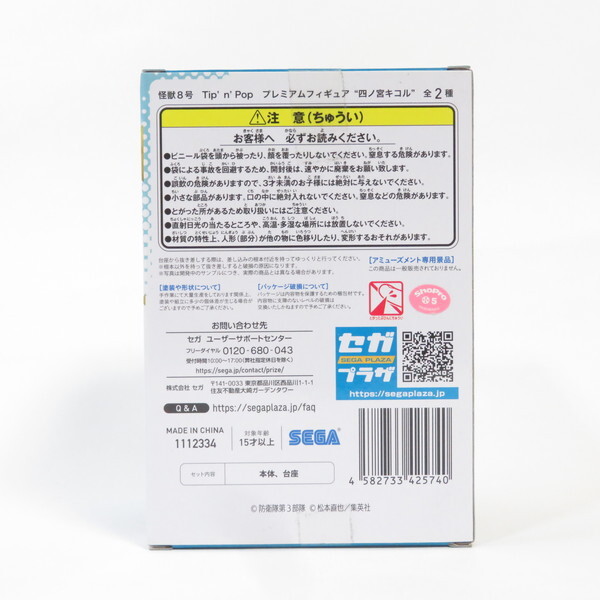 怪獣8号 Tip'n'Pop プレミアムフィギュア "四ノ宮キコル" 全2種
注 意(ちゅうい)
お客様へ 必ずお読みください。
●ビニール袋を頭から被ったり、顔を覆ったりしないでください。窒息する危険があります。
●袋による事故を回避するため、開封後は、速やかに廃棄をお願い致します。
●誤飲の危険がありますので、3才未満のお子様には絶対に与えないでください。
●小さな部品があります。口の中に絶対に入れないでください。窒息などの危険があります。
●とがった所があるため取り扱いにはご注意ください。
●直射日光の当たるところや、高温・多湿な場所には放置しないでください。
●材質の特性上、人形(部分)が他の物に色移りしたり、変形するおそれがあります。
【アミューズメント専用景品】
この商品は一般販売されておりません。
【塗装や形状について】
【パッケージ破損について】
ShoPro
お問い合わせ先
セガ ユーザーサポートセンター
フリーダイヤル 0120-680-043
受付時間10:00〜17:00(弊社指定休日を除く)
https://sega.jp/contact/prize/
株式会社 セガ 〒141-0033 東京都品川区西品川1-1-1
住友不動産大崎ガーデンタワー
Q & A https://segaplaza.jp/faq
セガ
SEGA PLAZA
プラザ
https://segaplaza.jp/
MADE IN CHINA
1112334
対象年齢
15才以上
SEGA
セット内容 本体、台座
4 582733 425740
© 防衛隊第3部隊 © 松本直也／集英社